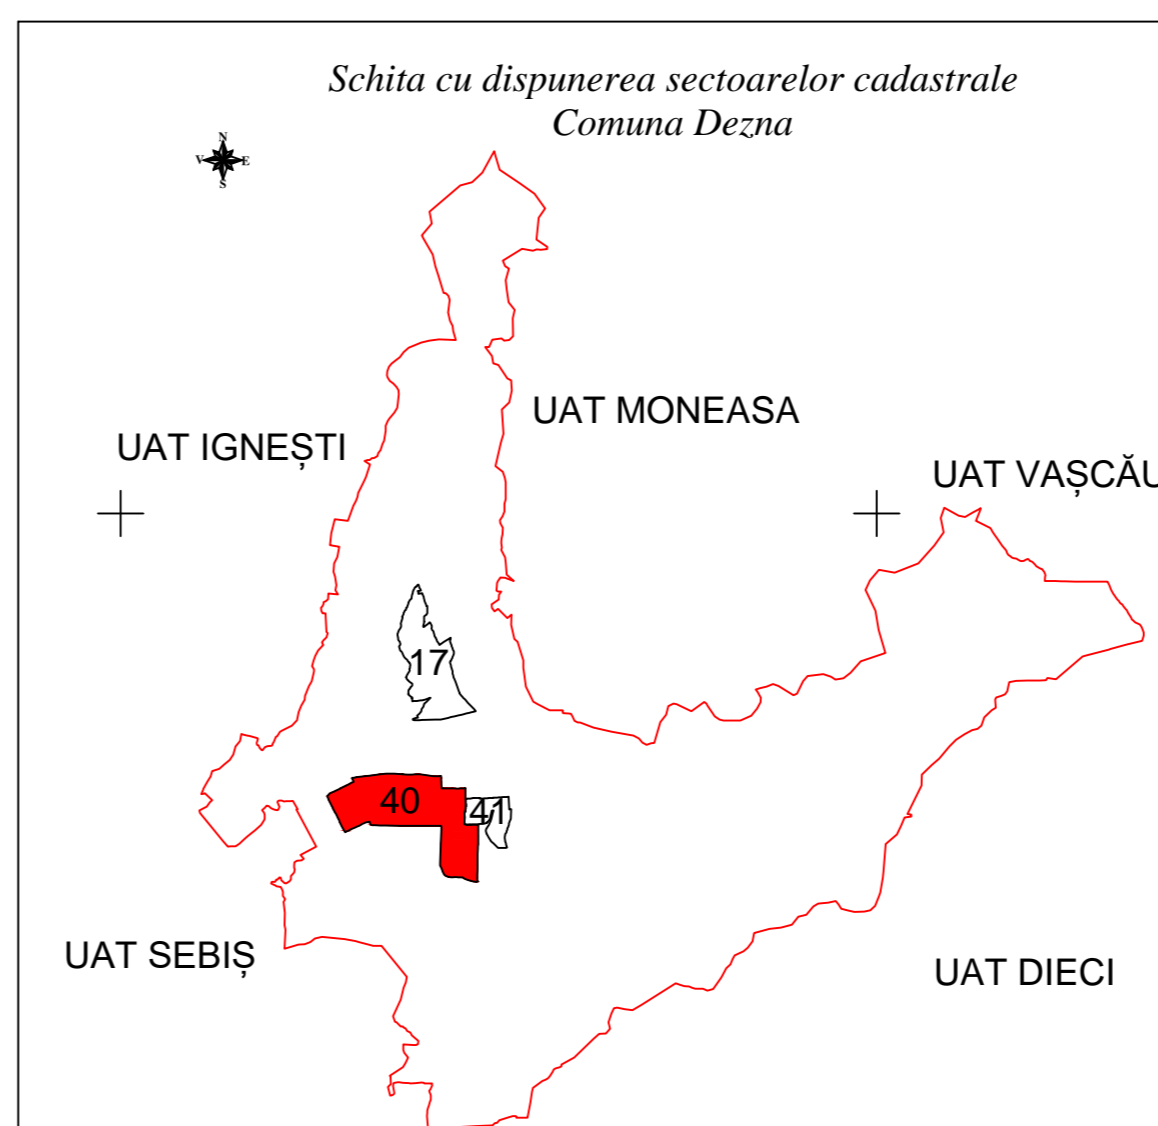 Schita cu dispunerea sectoarelor cadastrale
Comuna Dezna
N
V E
S
UAT MONEASA
UAT IGNEȘTI
UAT VAȘCĂU
17
40
41
UAT SEBIȘ
UAT DIECI